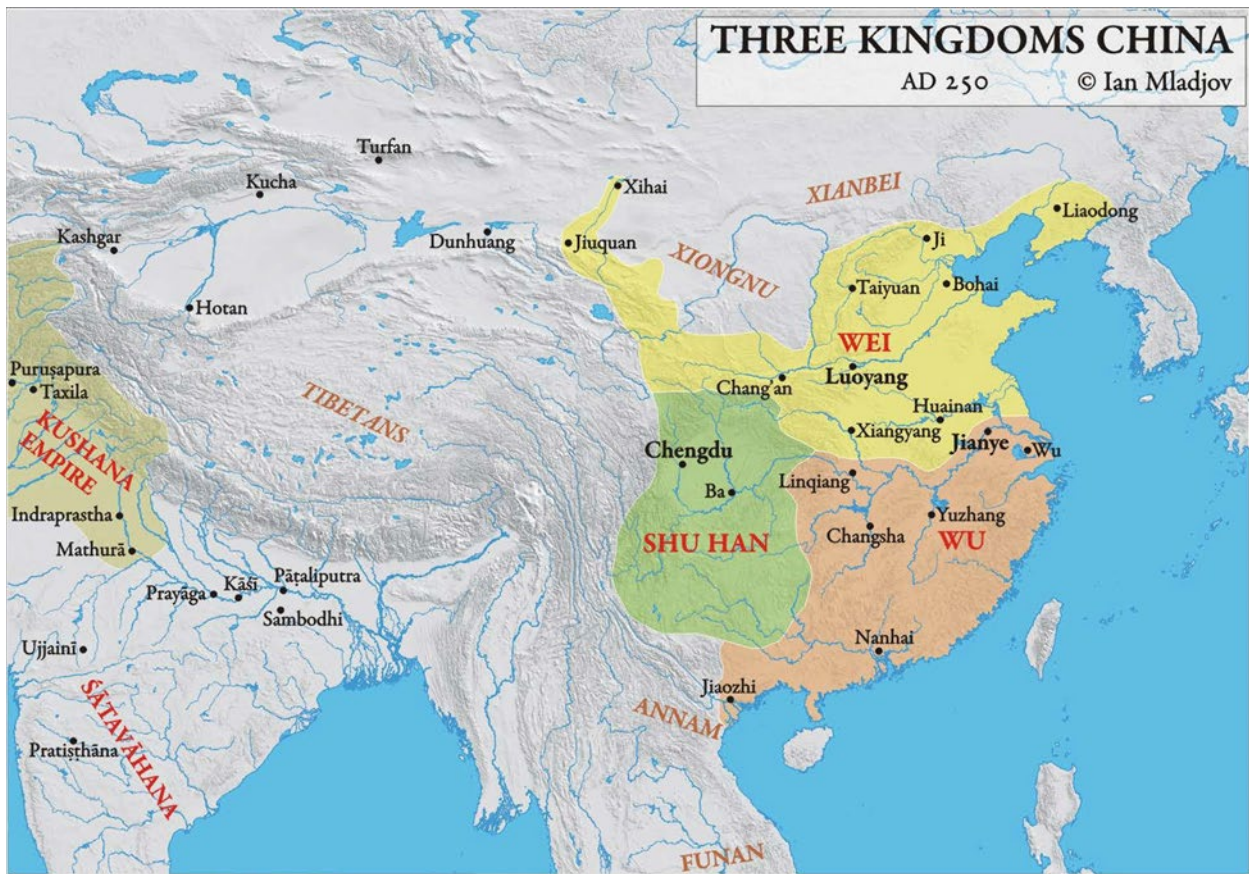 THREE KINGDOMS CHINA
AD 250 © Ian Mladjov
Turfan
Kucha
Xihai
XIANBEI
Liaodong
Kashgar
Dunhuang
Jiuquan
Ji
XIONGNU
Taiyuan
Bohai
Hotan
WEI
Puruṣapura
Taxila
Chang'an
Luoyang
TIBETANS
Huainan
KUSHANA
EMPIRE
Xiangyang
Jianye
Wu
Chengdu
Linqiang
Ba
Indraprastha
Yuzhang
Changsha
SHU HAN
WU
Mathurā
Prayāga
Kāśī
Pāṭaliputra
Sambodhi
Ujjainī
Nanhai
Jiaozhi
ANNAM
ŚĀTAVĀHANA
Pratiṣṭhāna
FUNAN